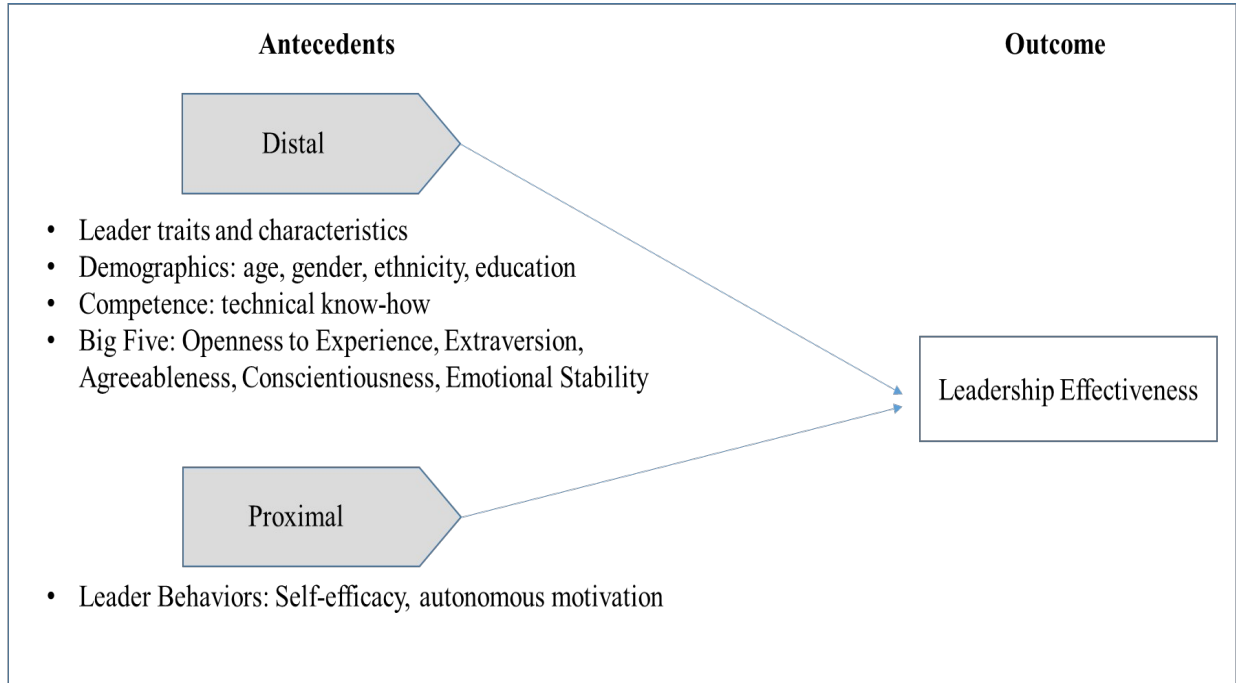 Antecedents
Outcome
Distal
• Leader traits and characteristics
• Demographics: age, gender, ethnicity, education
• Competence: technical know-how
• Big Five: Openness to Experience, Extraversion,
Agreeableness, Conscientiousness, Emotional Stability
Leadership Effectiveness
Proximal
• Leader Behaviors: Self-efficacy, autonomous motivation